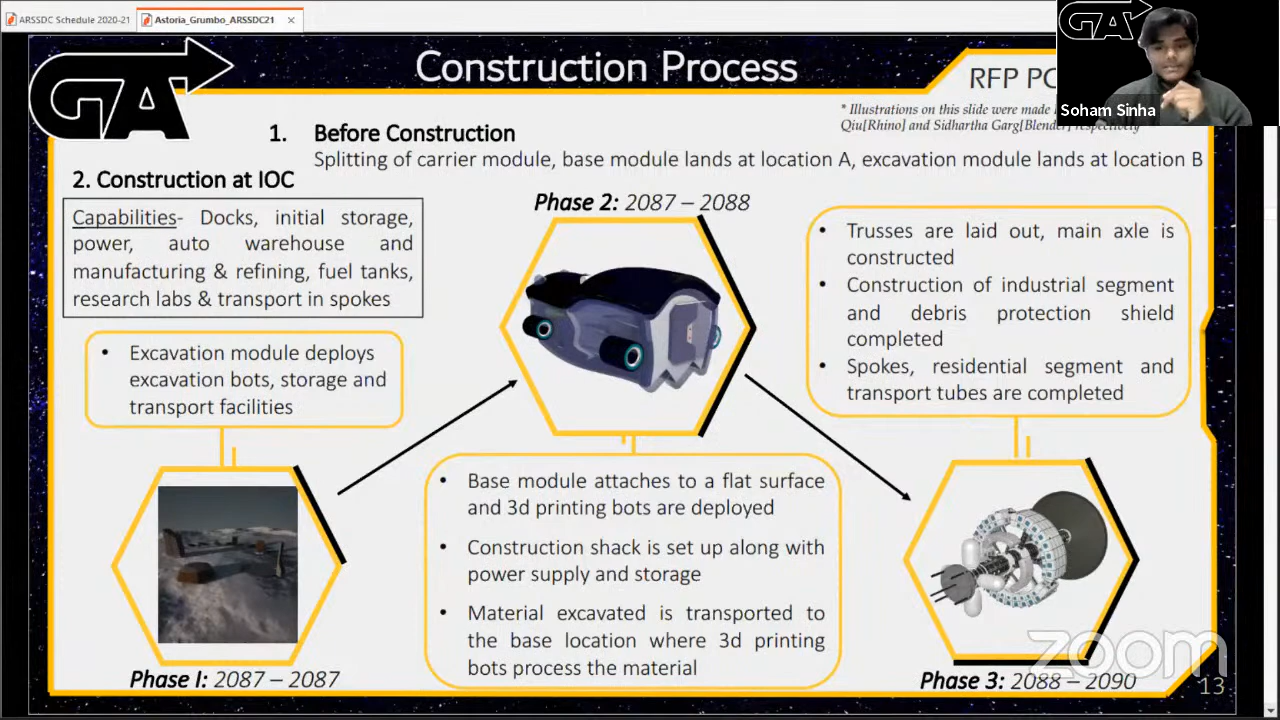 ARSSDC Schedule 2020-21
Astoria_Grumbo_ARSSDC21
GA
Construction Process
RFP
* Illustrations on this slide were made
Qiu[Rhino] and Sidhartha Garg[Blender] respectively
Soham Sinha
1. Before Construction
Splitting of carrier module, base module lands at location A, excavation module lands at location B
2. Construction at IOC
Capabilities- Docks, initial storage,
power, auto warehouse and
manufacturing & refining, fuel tanks,
research labs & transport in spokes
• Excavation module deploys
excavation bots, storage and
transport facilities
Phase I: 2087 – 2087
Phase 2: 2087 – 2088
• Base module attaches to a flat surface
and 3d printing bots are deployed
• Construction shack is set up along with
power supply and storage
• Material excavated is transported to
the base location where 3d printing
bots process the material
• Trusses are laid out, main axle is
constructed
• Construction of industrial segment
and debris protection shield
completed
• Spokes, residential segment and
transport tubes are completed
Phase 3: 2088 – 2090
zoom
13